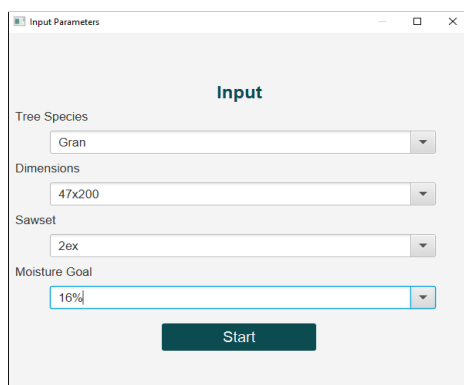 Input Parameters
Input
Tree Species
Gran
Dimensions
47x200
Sawset
2ex
Moisture Goal
16%
Start